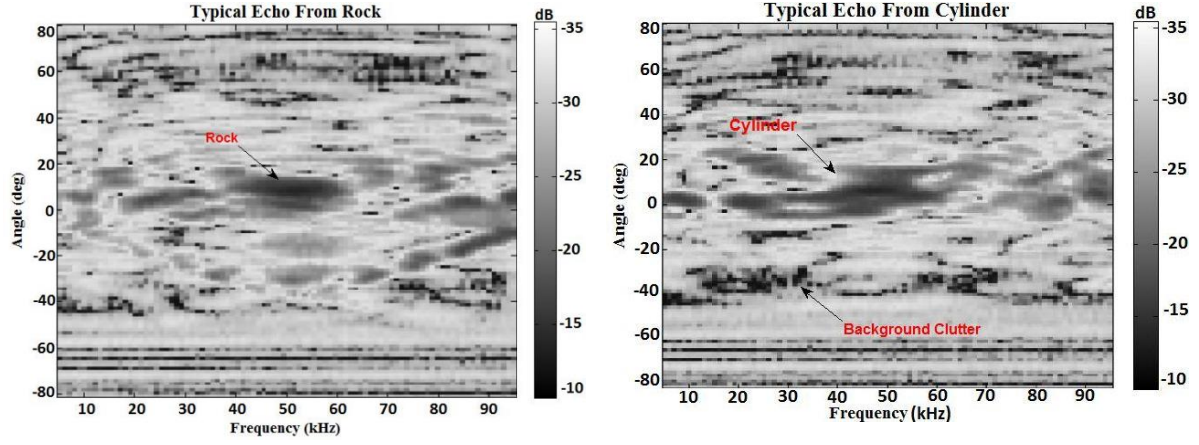 Typical Echo From Rock
dB
80
60
40
20
0
-20
-40
-60
-80
Angle (deg)
Rock
10 20 30 40 50 60 70 80 90
Frequency (kHz)
-35
-30
-25
-20
-15
-10
Typical Echo From Cylinder
dB
80
60
40
20
0
-20
-40
-60
-80
Angle (deg)
Cylinder
Background Clutter
10 20 30 40 50 60 70 80 90
Frequency (kHz)
-35
-30
-25
-20
-15
-10